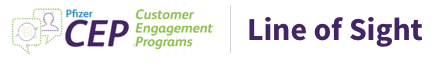 Pfizer
CEP
Customer
Engagement
Programs
Line of Sight